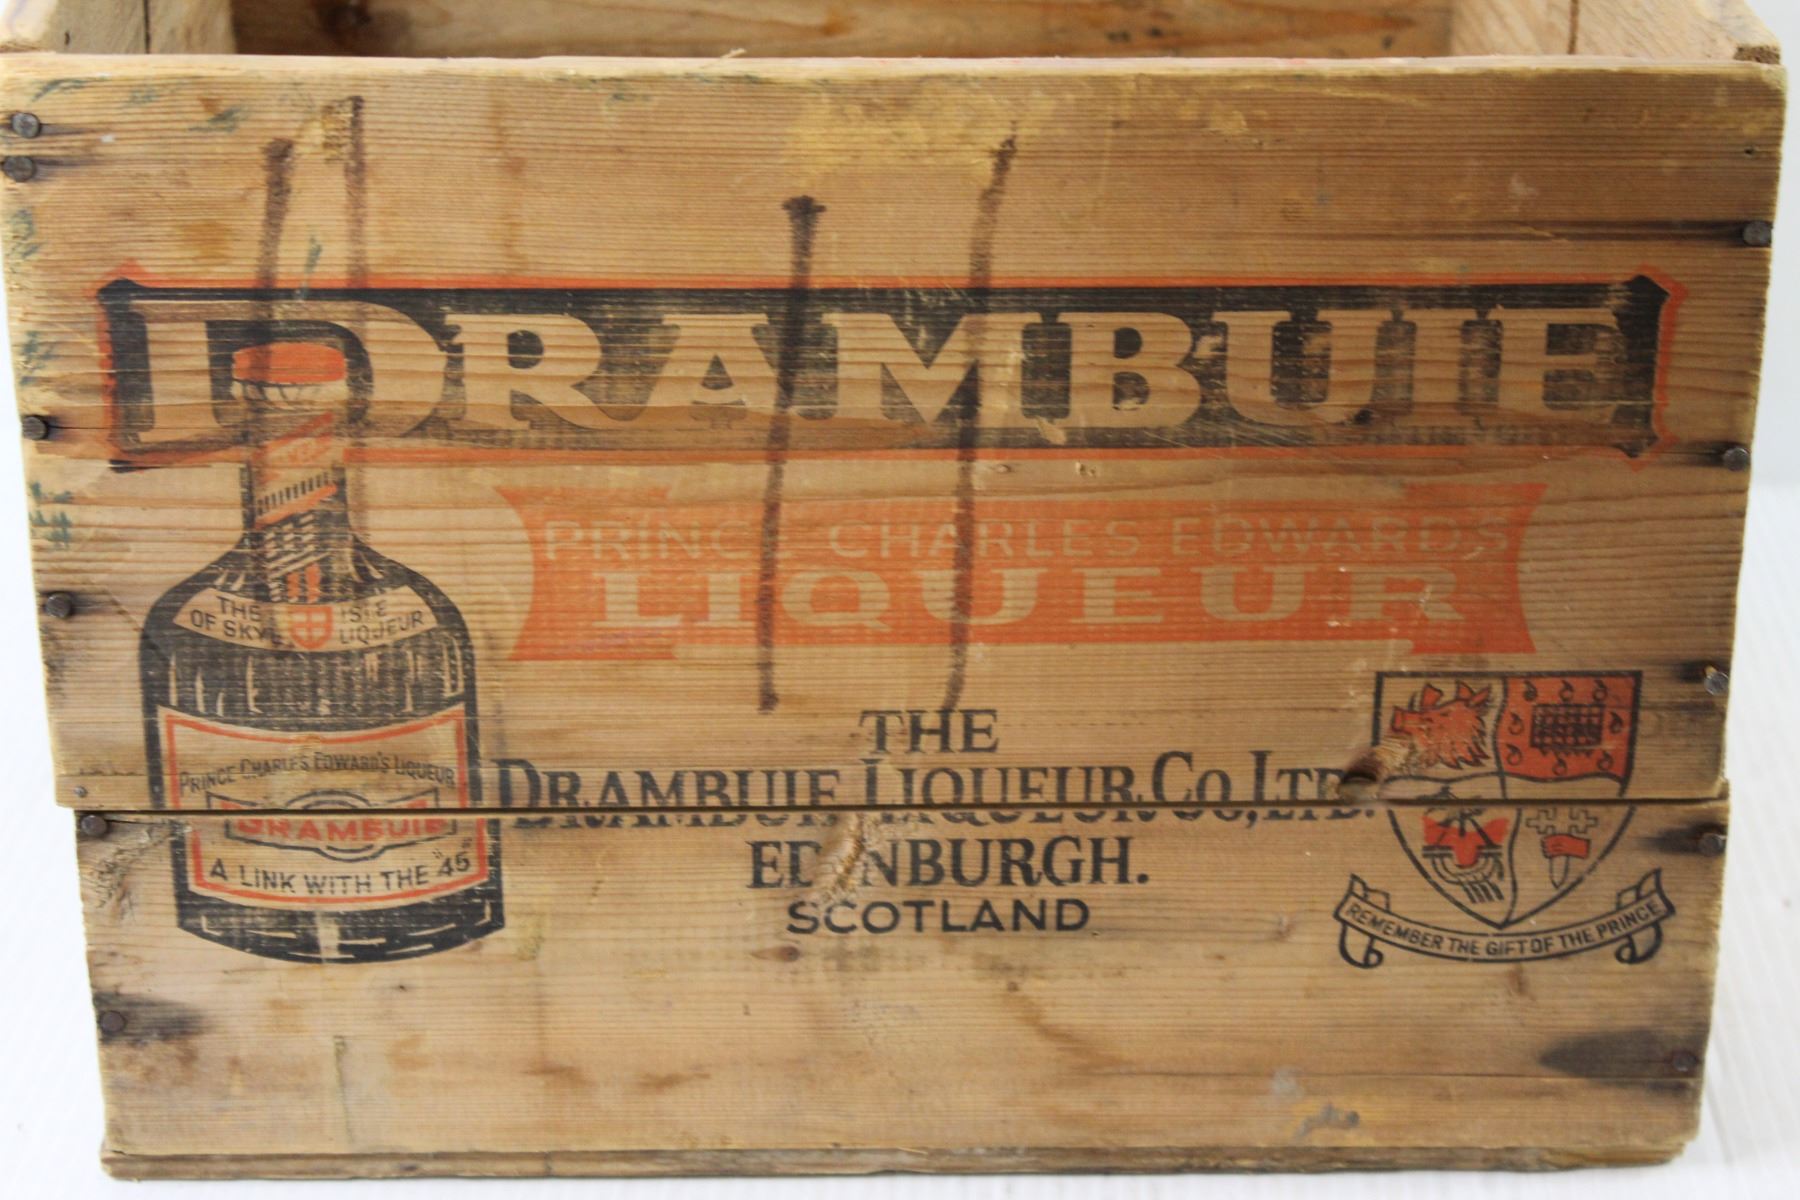 DRAMBUIE
PRINCE CHARLES EDWARD'S
LIQUEUR
THE ISLE
OF SKYE LIQUEUR
PRINCE CHARLES EDWARD'S LIQUEUR
DRAMBUIE
A LINK WITH THE "45"
THE
DRAMBUIE LIQUEUR Co., LTD.
EDINBURGH.
SCOTLAND
REMEMBER THE GIFT OF THE PRINCE